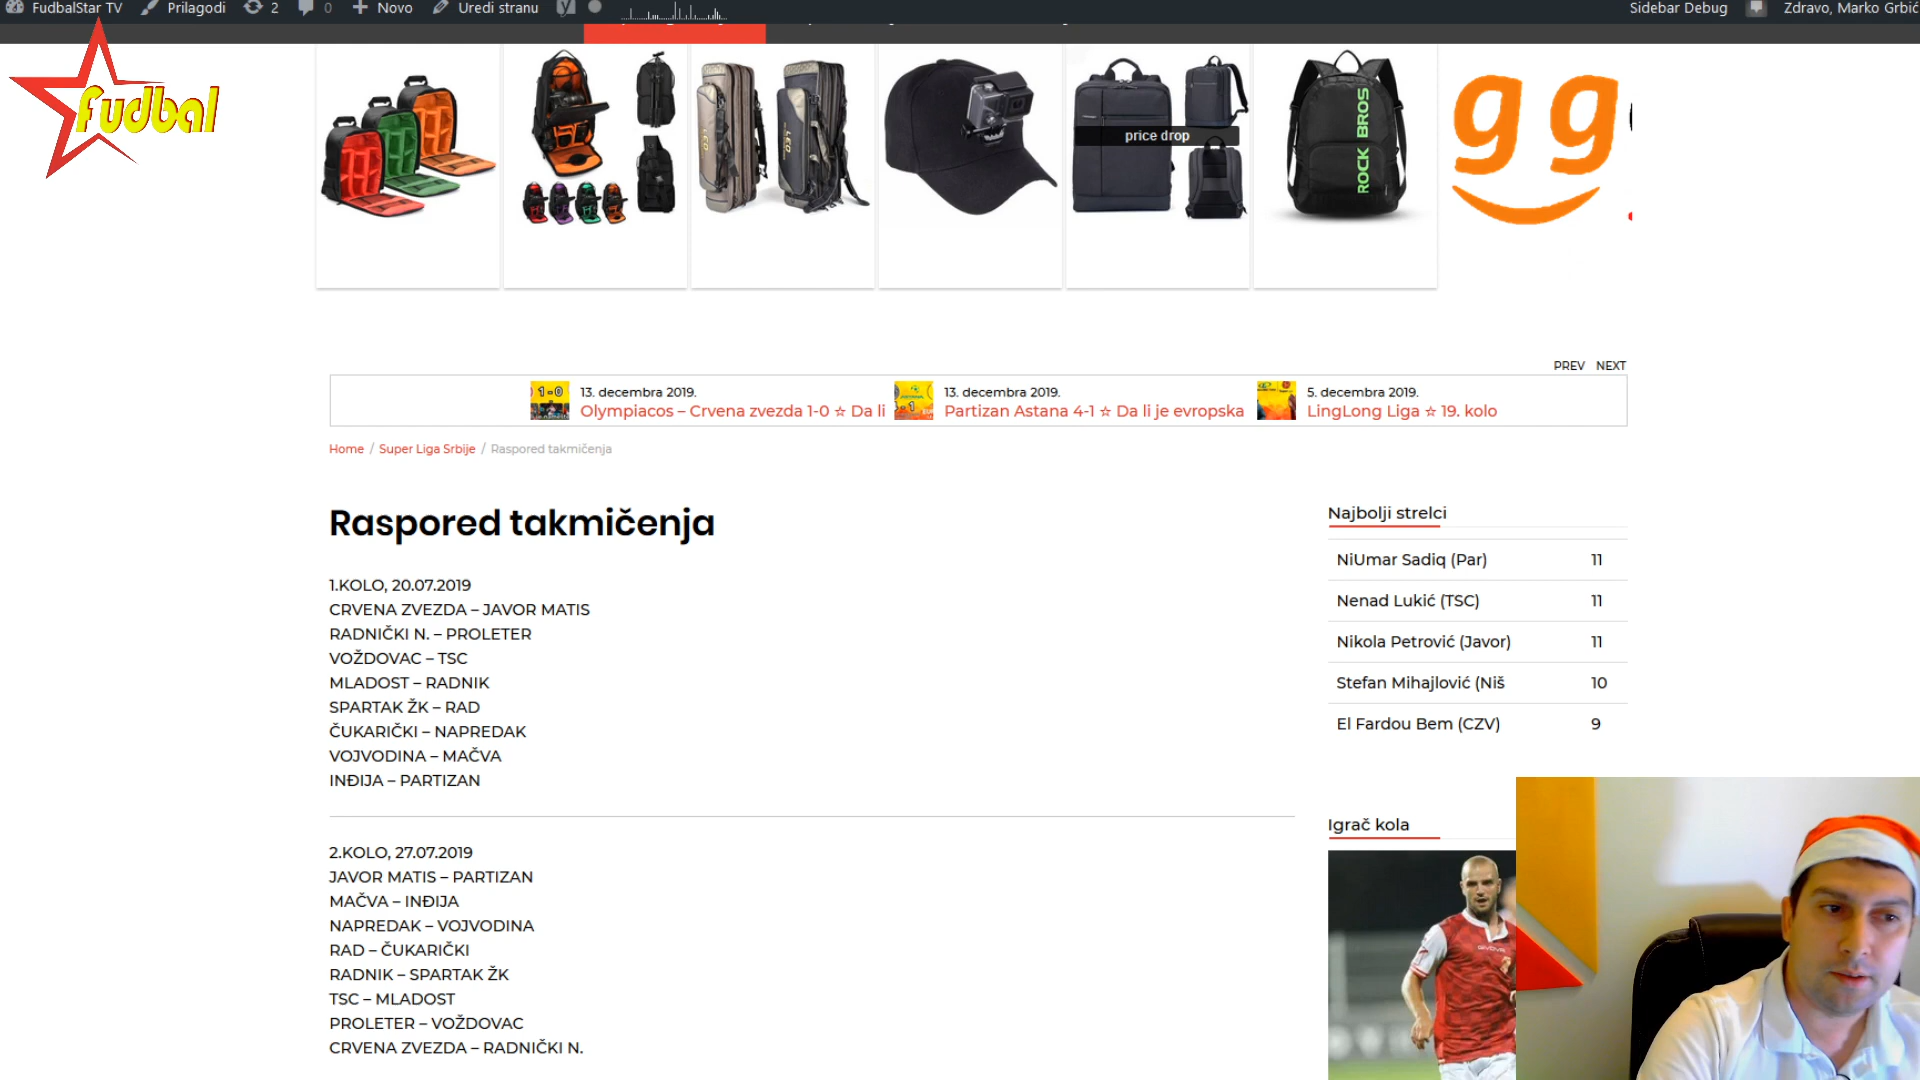 FudbalStar TV Prilagodi 2 0 Novo Uredi stranu Sidebar Debug Zdravo, Marko Grbić
fudbal
LEO LEO
price drop
ROCK BROS
gg
PREV NEXT
1-0
13. decembra 2019.
Olympiacos – Crvena zvezda 1-0 ☆ Da li
13. decembra 2019.
Partizan Astana 4-1 ☆ Da li je evropska
5. decembra 2019.
LingLong Liga ☆ 19. kolo
Home / Super Liga Srbije / Raspored takmičenja
Raspored takmičenja
1.KOLO, 20.07.2019
CRVENA ZVEZDA – JAVOR MATIS
RADNIČKI N. – PROLETER
VOŽDOVAC – TSC
MLADOST – RADNIK
SPARTAK ŽK – RAD
ČUKARIČKI – NAPREDAK
VOJVODINA – MAČVA
INĐIJA – PARTIZAN
2.KOLO, 27.07.2019
JAVOR MATIS – PARTIZAN
MAČVA – INĐIJA
NAPREDAK – VOJVODINA
RAD – ČUKARIČKI
RADNIK – SPARTAK ŽK
TSC – MLADOST
PROLETER – VOŽDOVAC
CRVENA ZVEZDA – RADNIČKI N.
Najbolji strelci
NiUmar Sadiq (Par) 11
Nenad Lukić (TSC) 11
Nikola Petrović (Javor) 11
Stefan Mihajlović (Niš 10
El Fardou Bem (CZV) 9
Igrač kola
GIVOVA